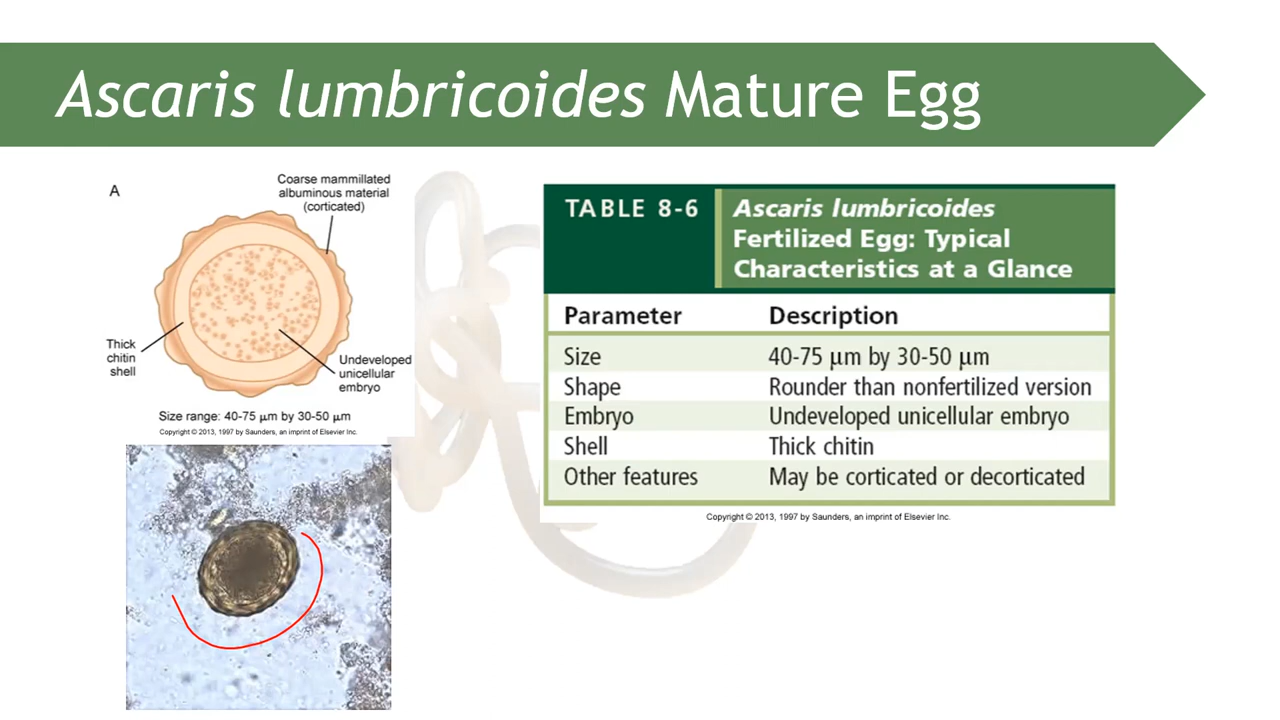 Ascaris lumbricoides Mature Egg
A
Coarse mammillated
albuminous material
(corticated)
Thick
chitin
shell
Undeveloped
unicellular
embryo
Size range: 40-75 μm by 30-50 μm
Copyright © 2013, 1997 by Saunders, an imprint of Elsevier Inc.
TABLE 8-6
Ascaris lumbricoides
Fertilized Egg: Typical
Characteristics at a Glance
Parameter Description
Size 40-75 μm by 30-50 μm
Shape Rounder than nonfertilized version
Embryo Undeveloped unicellular embryo
Shell Thick chitin
Other features May be corticated or decorticated
Copyright © 2013, 1997 by Saunders, an imprint of Elsevier Inc.